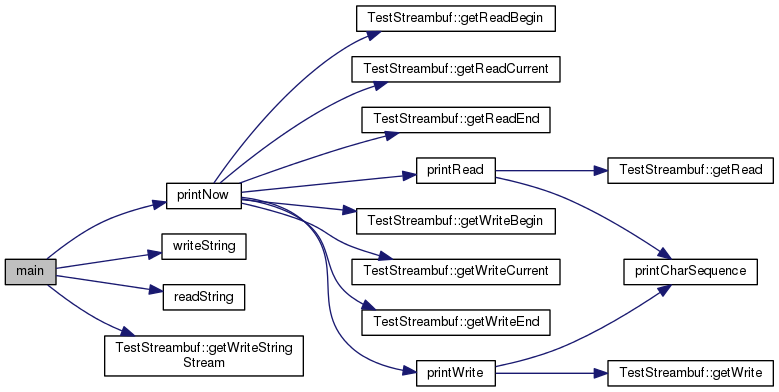 TestStreambuf::getReadBegin
TestStreambuf::getReadCurrent
TestStreambuf::getReadEnd
printRead
TestStreambuf::getRead
printNow
TestStreambuf::getWriteBegin
writeString
main
TestStreambuf::getWriteCurrent
printCharSequence
readString
TestStreambuf::getWriteEnd
TestStreambuf::getWriteString
Stream
printWrite
TestStreambuf::getWrite